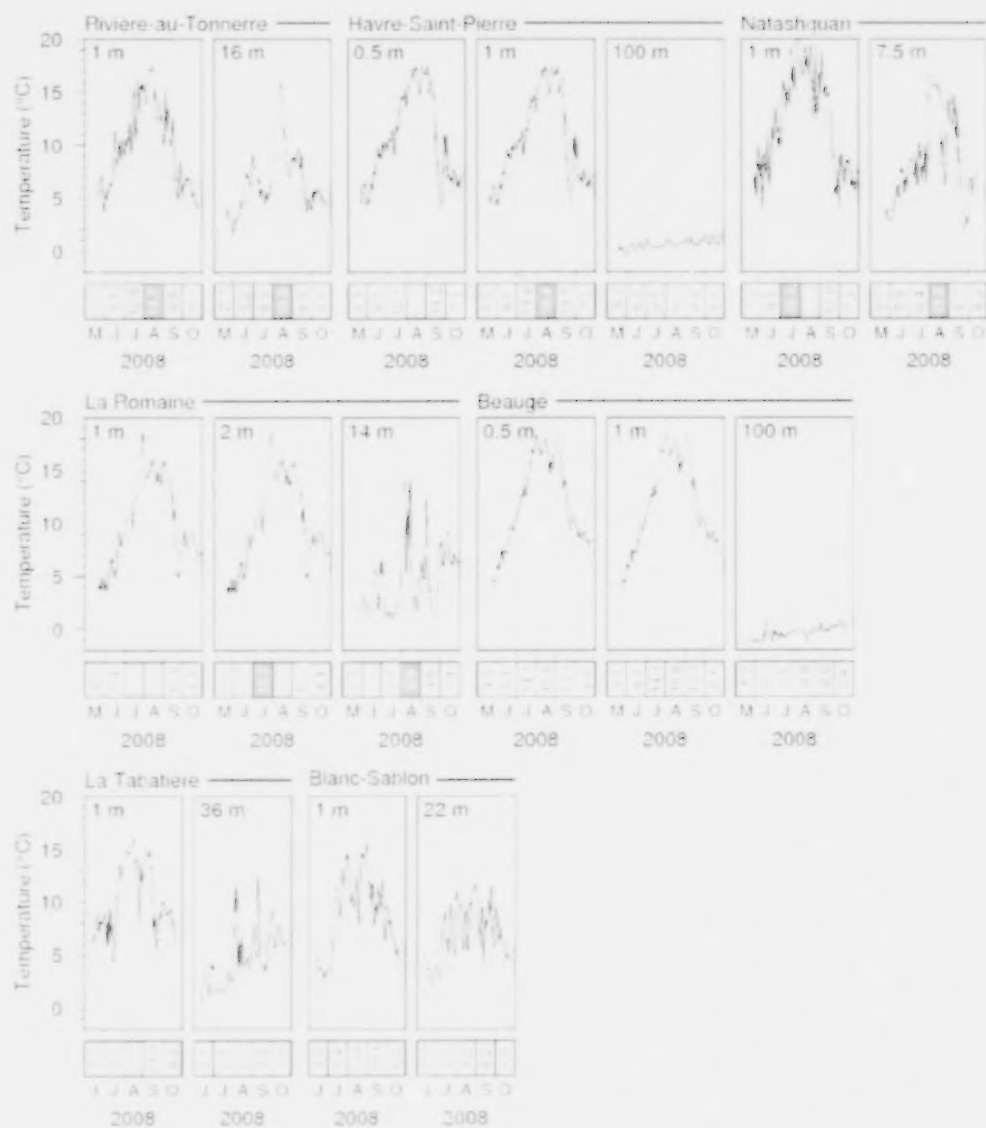 Rivière-au-Tonnerre Havre-Saint-Pierre Natashquan
1 m 16 m 0.5 m 1 m 100 m 1 m 7.5 m
Temperature (°C)
20
15
10
5
0
M J J A S O M J J A S O M J J A S O M J J A S O M J J A S O M J J A S O M J J A S O
2008 2008 2008 2008 2008 2008 2008
La Romaine Beauge
1 m 2 m 14 m 0.5 m 1 m 100 m
Temperature (°C)
20
15
10
5
0
M J J A S O M J J A S O M J J A S O M J J A S O M J J A S O M J J A S O
2008 2008 2008 2008 2008 2008
La Tabatiere Blanc-Sablon
1 m 36 m 1 m 22 m
Temperature (°C)
20
15
10
5
0
J J A S O J J A S O J J A S O J J A S O
2008 2008 2008 2008